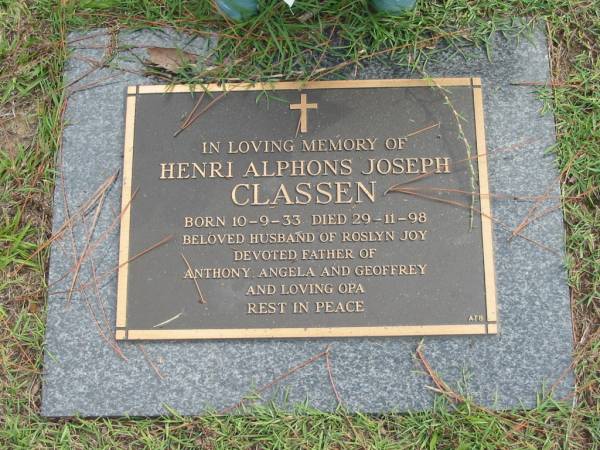 IN LOVING MEMORY OF
HENRI ALPHONS JOSEPH
CLASSEN
BORN 10-9-33 DIED 29-11-98
BELOVED HUSBAND OF ROSLYN JOY
DEVOTED FATHER OF
ANTHONY, ANGELA AND GEOFFREY
AND LOVING OPA
REST IN PEACE